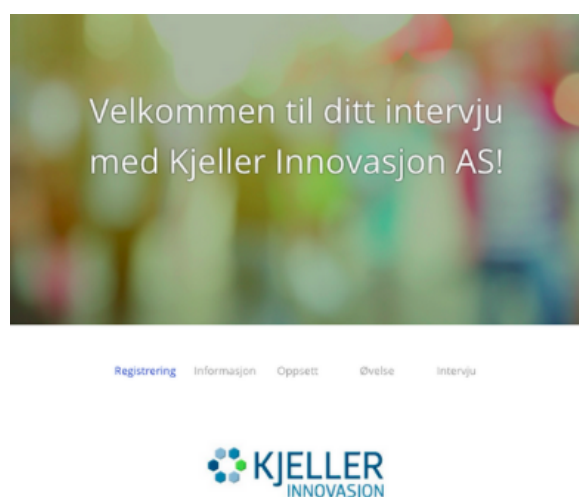 Velkommen til ditt intervju
med Kjeller Innovasjon AS!
Registrering Informasjon Oppsett Øvelse Intervju
KJELLER
INNOVASJON